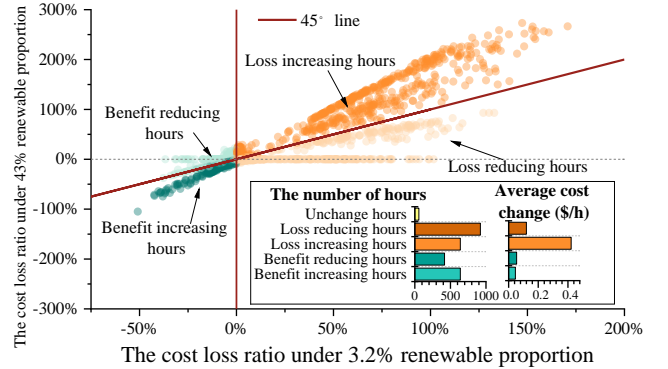 The cost loss ratio under 43% renewable proportion
300%
200%
100%
0%
-100%
-200%
-300%
45° line
Loss increasing hours
Benefit reducing
hours
Loss reducing hours
Benefit increasing
hours
The number of hours
Unchange hours
Loss reducing hours
Loss increasing hours
Benefit reducing hours
Benefit increasing hours
0
500
1000
Average cost
change ($/h)
0.0
0.2
0.4
-50%
0%
50%
100%
150%
200%
The cost loss ratio under 3.2% renewable proportion